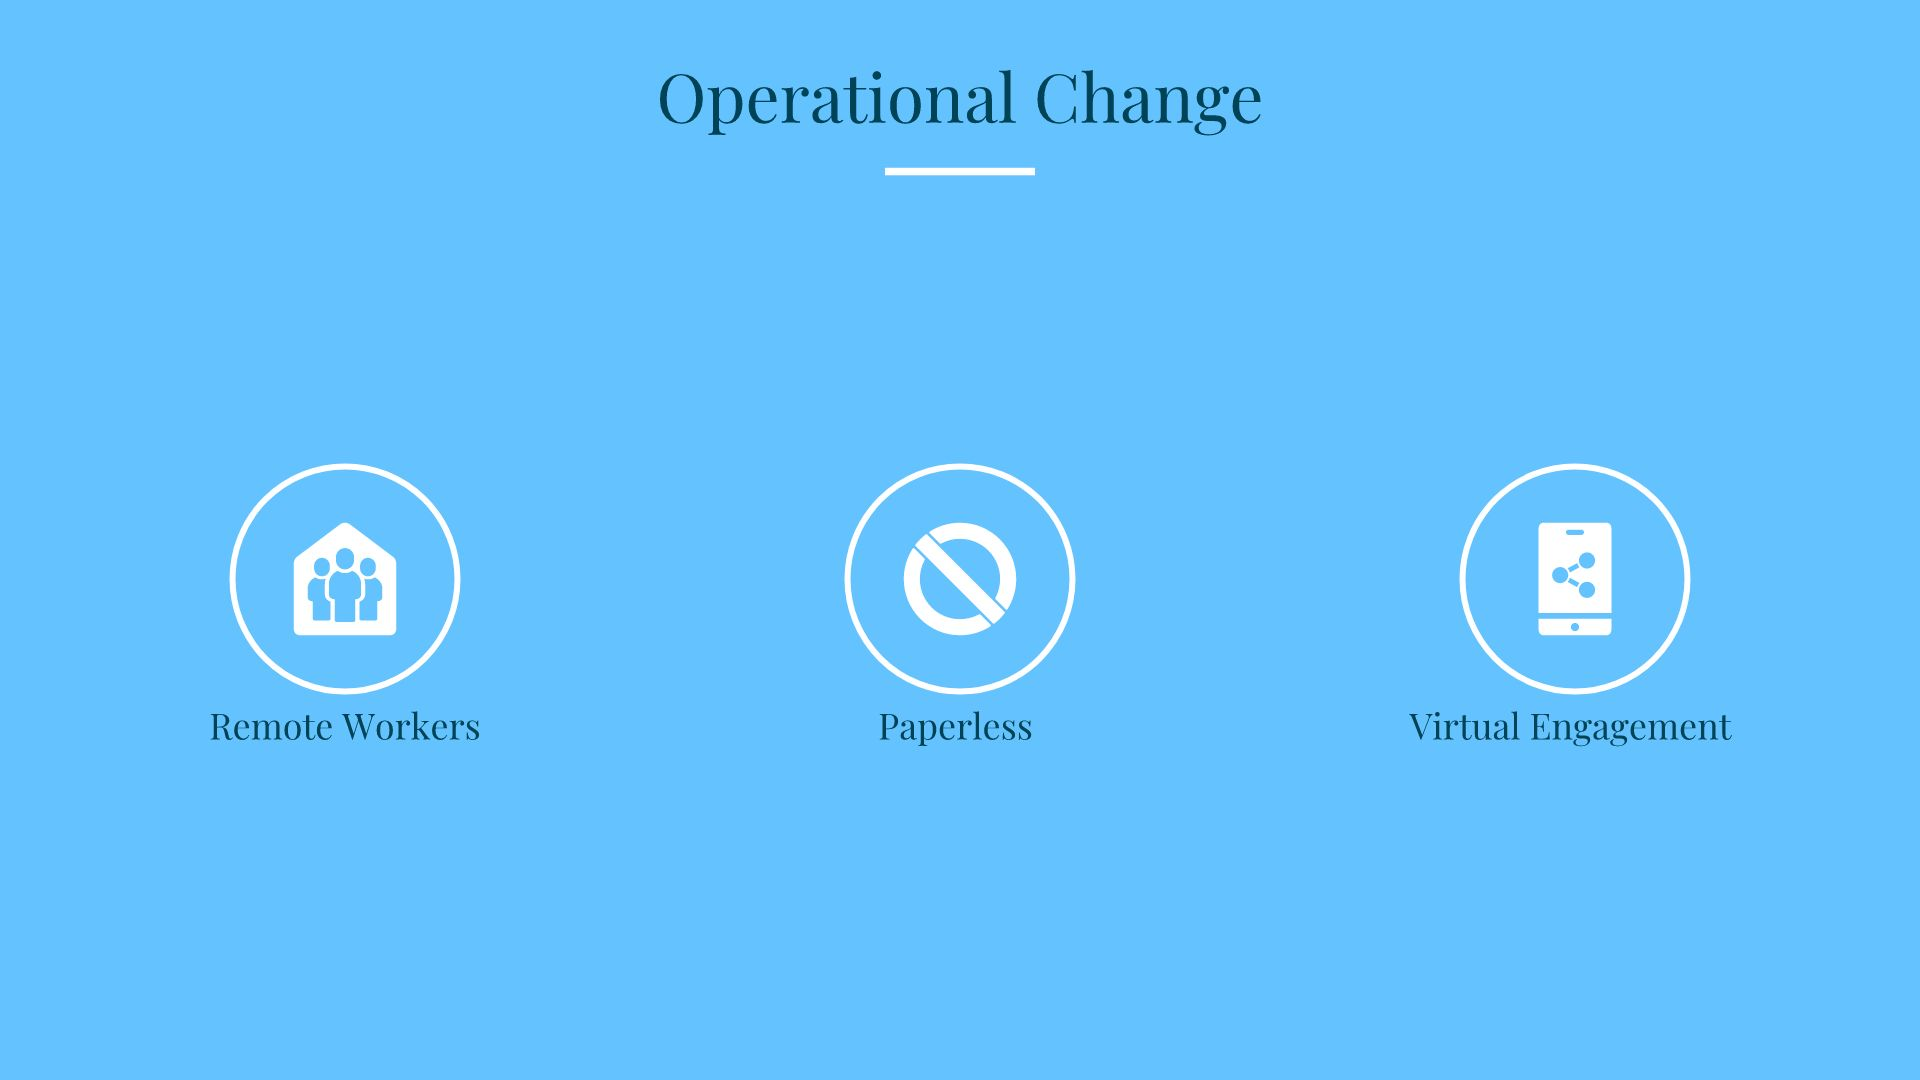 Operational Change
Remote Workers
Paperless
Virtual Engagement